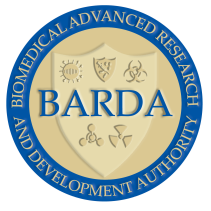 BIOMEDICAL ADVANCED RESEARCH
BARDA
AND DEVELOPMENT AUTHORITY